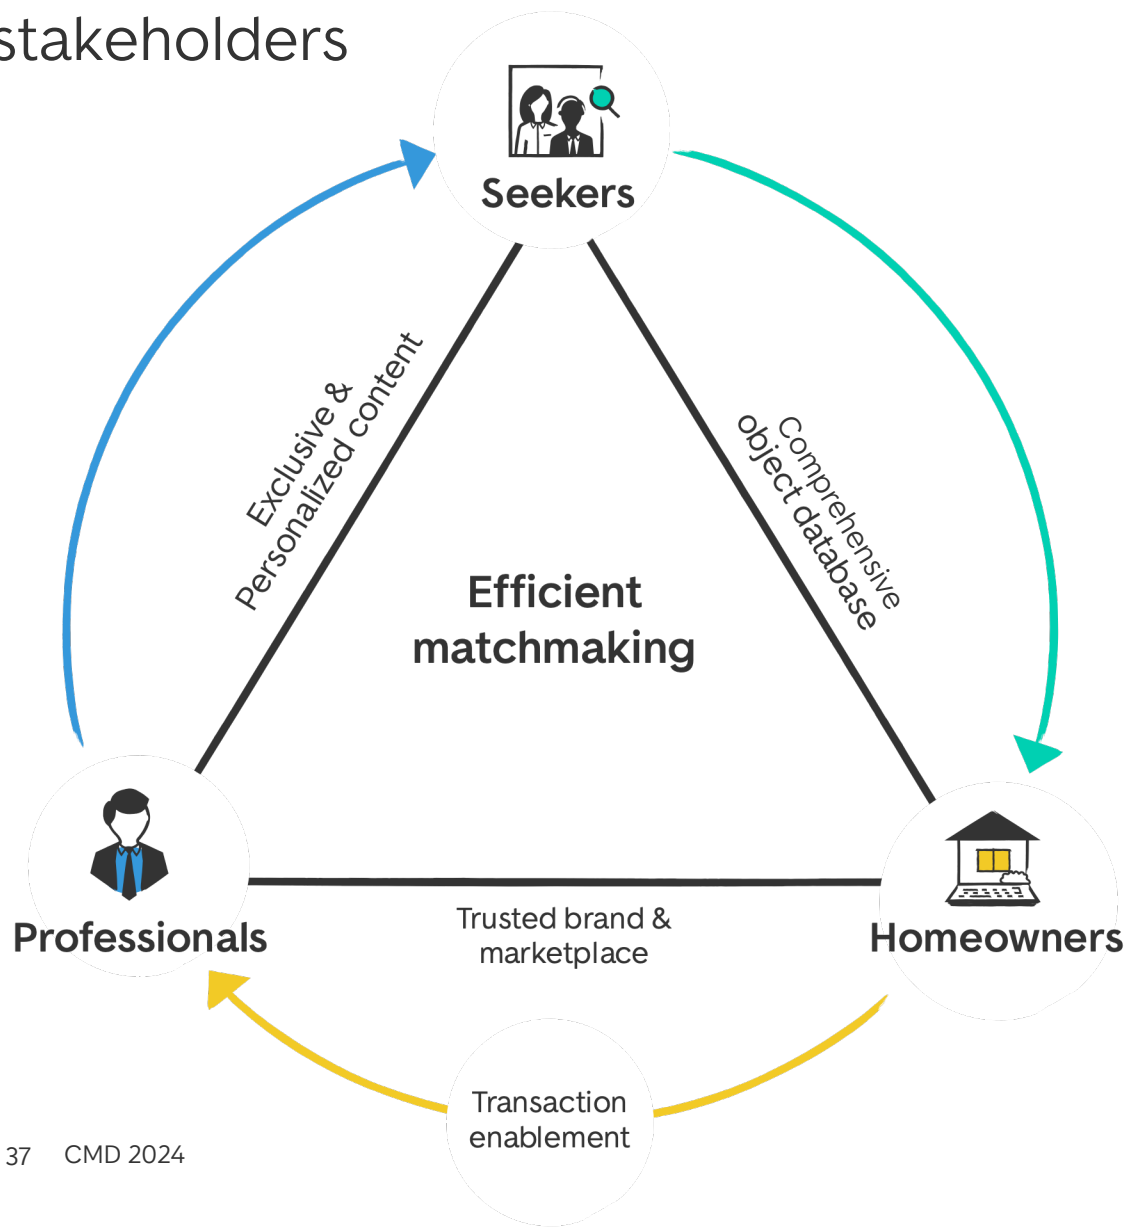 stakeholders
Seekers
Exclusive &
Personalized content
Comprehensive
object database
Efficient
matchmaking
Professionals
Trusted brand &
marketplace
Homeowners
Transaction
enablement
37 CMD 2024